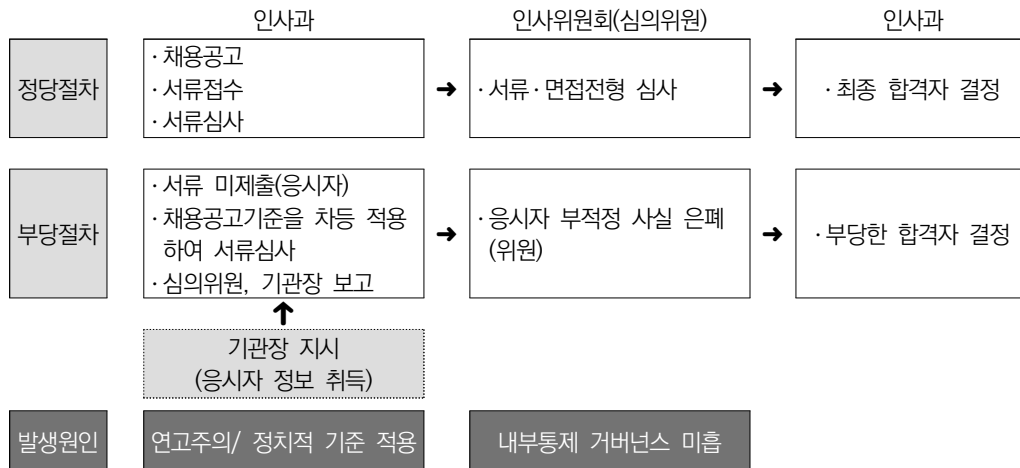 인사과
인사위원회(심의위원)
인사과
정당절차
· 채용공고
· 서류접수
· 서류심사
➜
· 서류·면접전형 심사
➜
· 최종 합격자 결정
부당절차
· 서류 미제출(응시자)
· 채용공고기준을 차등 적용
하여 서류심사
· 심의위원, 기관장 보고
➜
· 응시자 부적정 사실 은폐
(위원)
➜
· 부당한 합격자 결정
기관장 지시
(응시자 정보 취득)
발생원인
연고주의/ 정치적 기준 적용
내부통제 거버넌스 미흡